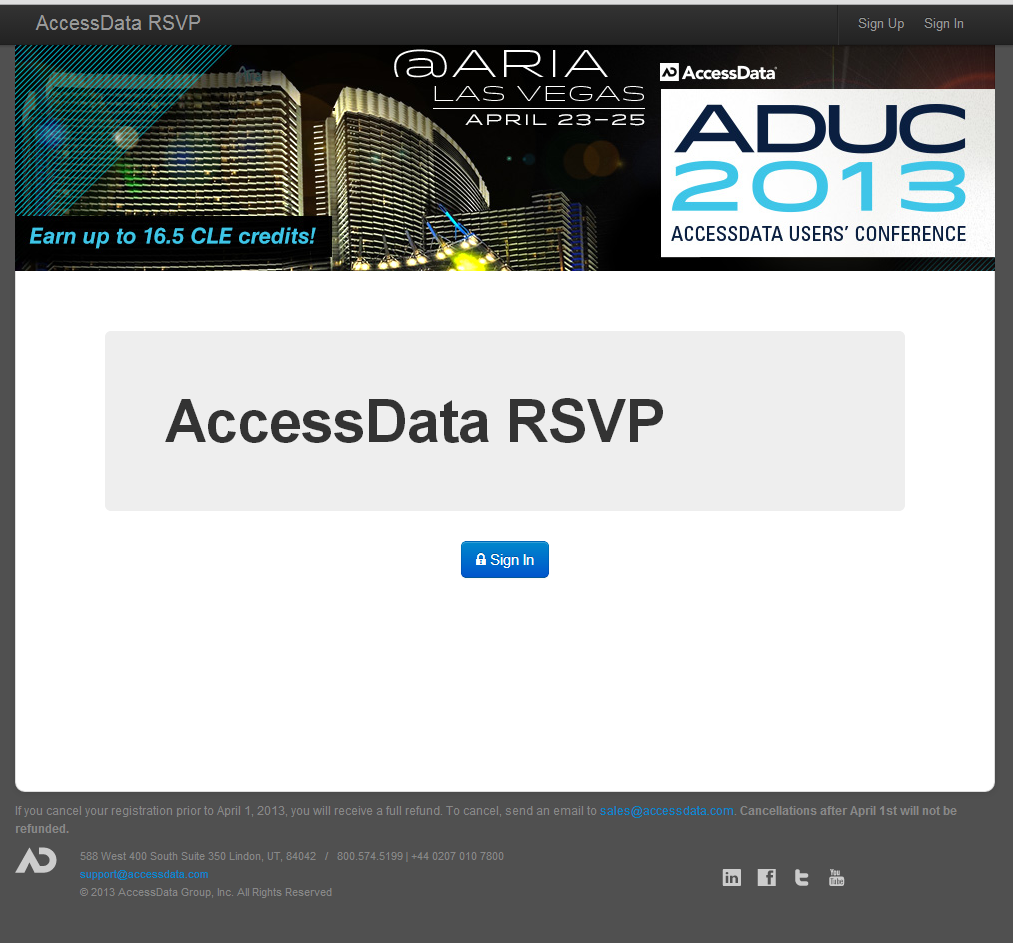 AccessData RSVP
Sign Up
Sign In
@ARIA
LAS VEGAS
APRIL 23–25
AccessData
ADUC
2013
ACCESSDATA USERS’ CONFERENCE
Earn up to 16.5 CLE credits!
AccessData RSVP
Sign In
If you cancel your registration prior to April 1, 2013, you will receive a full refund. To cancel, send an email to sales@accessdata.com. Cancellations after April 1st will not be
refunded.
588 West 400 South Suite 350 Lindon, UT, 84042 / 800.574.5199 | +44 0207 010 7800
support@accessdata.com
© 2013 AccessData Group, Inc. All Rights Reserved
in
f
t
You
Tube